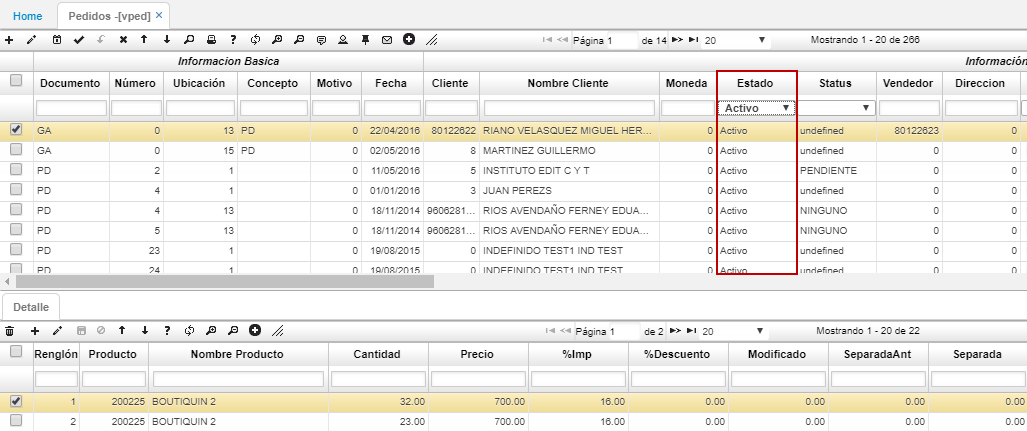 Home Pedidos -[vped] ×
Página 1 de 14 20 Mostrando 1 - 20 de 266
Informacion Basica Información
Documento Número Ubicación Concepto Motivo Fecha Cliente Nombre Cliente Moneda Estado Status Vendedor Direccion
Activo
GA 0 13 PD 0 22/04/2016 80122622 RIANO VELASQUEZ MIGUEL HER... 0 Activo undefined 80122623 0
GA 0 15 PD 0 02/05/2016 8 MARTINEZ GUILLERMO 0 Activo undefined 0 0
PD 2 1 0 11/05/2016 5 INSTITUTO EDIT C Y T 0 Activo PENDIENTE 0 0
PD 4 1 0 01/01/2016 3 JUAN PEREZS 0 Activo undefined 0 0
PD 4 13 0 18/11/2014 9606281... RIOS AVENDAÑO FERNEY EDUA... 0 Activo NINGUNO 0 0
PD 5 13 0 18/11/2014 9606281... RIOS AVENDAÑO FERNEY EDUA... 0 Activo NINGUNO 0 0
PD 23 1 0 19/08/2015 0 INDEFINIDO TEST1 IND TEST 0 Activo undefined 0 0
PD 24 1 0 19/08/2015 0 INDEFINIDO TEST1 IND TEST 0 Activo undefined 0 0
Detalle
Página 1 de 2 20 Mostrando 1 - 20 de 22
Renglón Producto Nombre Producto Cantidad Precio %Imp %Descuento Modificado SeparadaAnt Separada
1 200225 BOUTIQUIN 2 32.00 700.00 16.00 0.00 0.00 0.00 0.00
2 200225 BOUTIQUIN 2 23.00 700.00 16.00 0.00 0.00 0.00 0.00